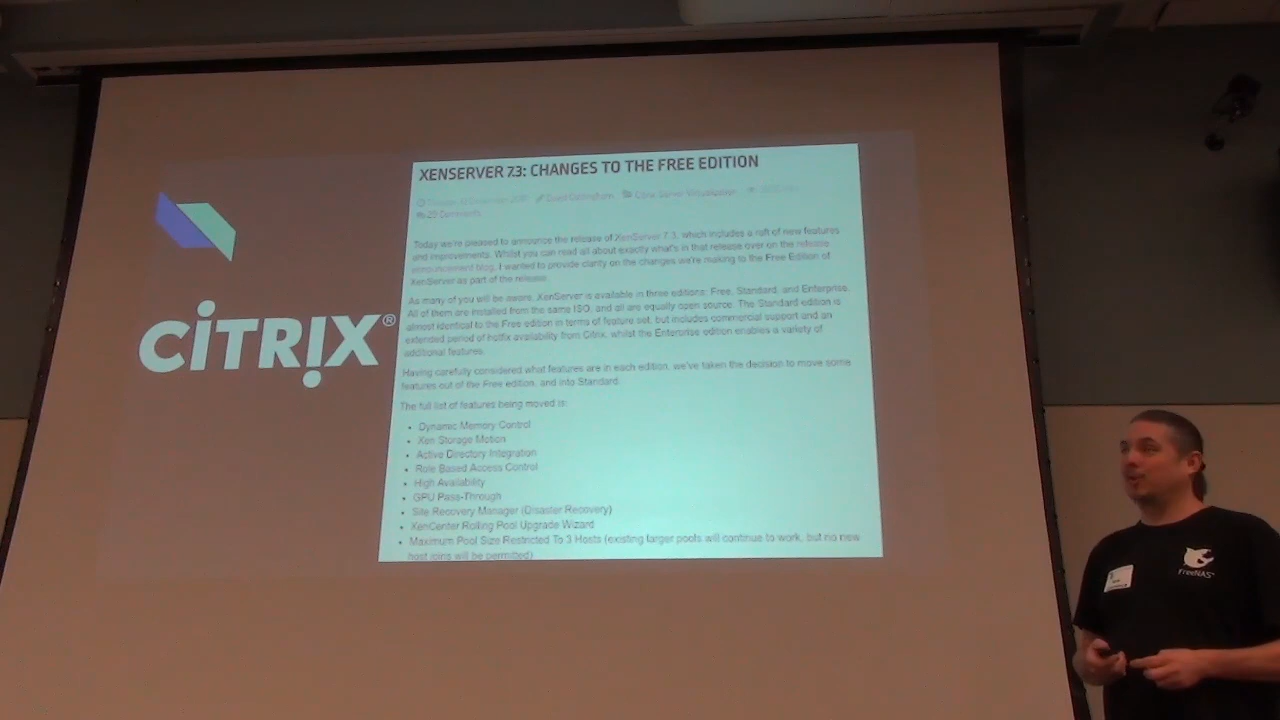 XENSERVER 7.3: CHANGES TO THE FREE EDITION
Citrix Server Virtualization
20 Comments
Today we're pleased to announce the release of XenServer 7.3, which includes a raft of new features
and improvements. Whilst you can read all about exactly what's in that release over on the release
announcement blog, I wanted to provide clarity on the changes we're making to the Free Edition of
XenServer as part of the release.
As many of you will be aware, XenServer is available in three editions: Free, Standard, and Enterprise.
All of them are installed from the same ISO, and all are equally open source. The Standard edition is
almost identical to the Free edition in terms of feature set, but includes commercial support and an
extended period of hotfix availability from Citrix, whilst the Enterprise edition enables a variety of
additional features.
Having carefully considered what features are in each edition, we've taken the decision to move some
features out of the Free edition, and into Standard.
The full list of features being moved is:
• Dynamic Memory Control
• Xen Storage Motion
• Active Directory Integration
• Role Based Access Control
• High Availability
• GPU Pass-Through
• Site Recovery Manager (Disaster Recovery)
• XenCenter Rolling Pool Upgrade Wizard
• Maximum Pool Size Restricted To 3 Hosts (existing larger pools will continue to work, but no new
host joins will be permitted)
CİTRIX®
FreeNAS™